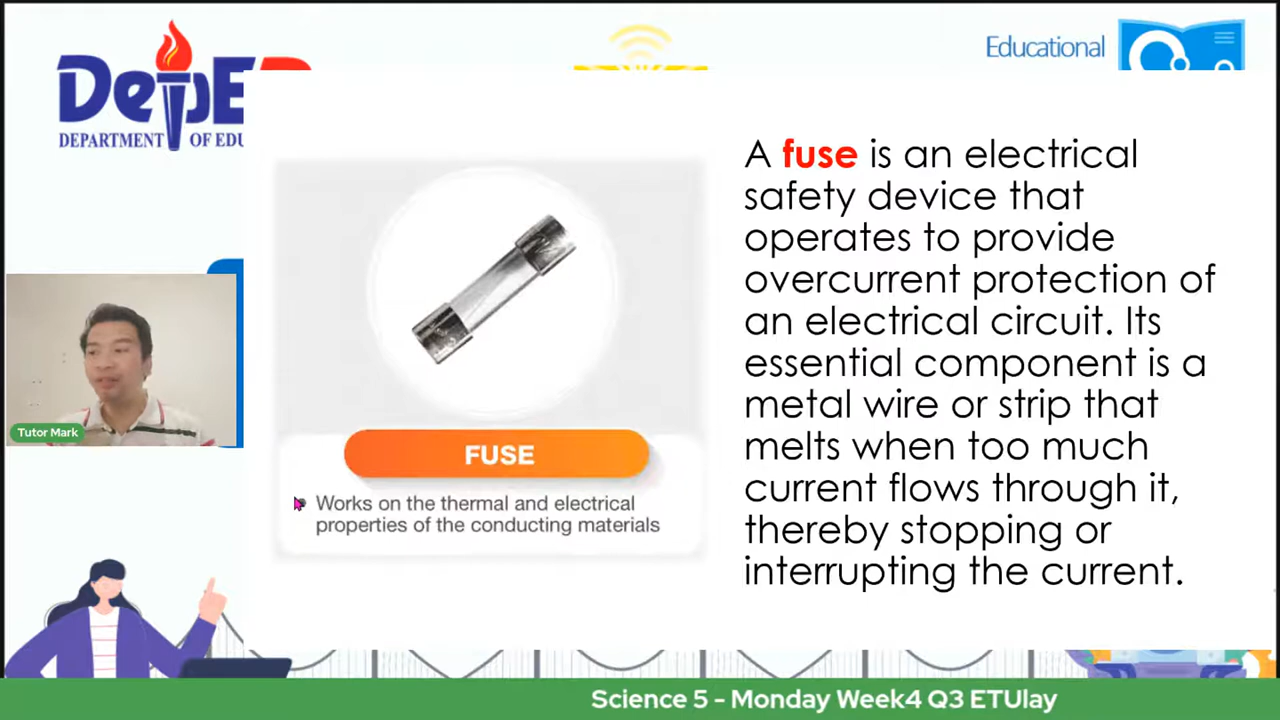 DepE
DEPARTMENT OF EDU
Educational
A fuse is an electrical
safety device that
operates to provide
overcurrent protection of
an electrical circuit. Its
essential component is a
metal wire or strip that
melts when too much
current flows through it,
thereby stopping or
interrupting the current.
FUSE
Works on the thermal and electrical
properties of the conducting materials
Tutor Mark
Science 5 - Monday Week4 Q3 ETUlay